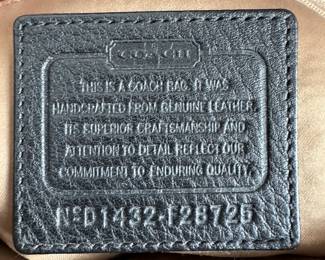 COACH
THIS IS A COACH BAG. IT WAS
HANDCRAFTED FROM GENUINE LEATHER.
ITS SUPERIOR CRAFTSMANSHIP AND
ATTENTION TO DETAIL REFLECT OUR
COMMITMENT TO ENDURING QUALITY.
NºD1432-F28726